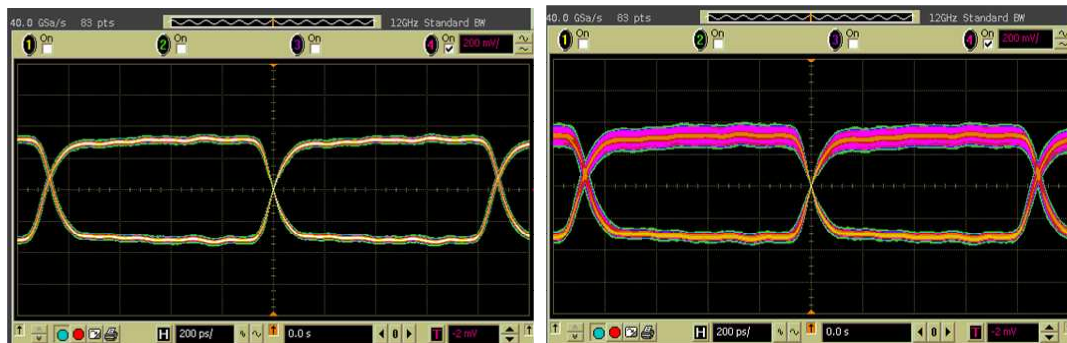 40.0 GSa/s 83 pts 12GHz Standard BW
1 On 2 On 3 On 4 On 200 mV/
H 200 ps/ 0.0 s 0 T -2 mV
40.0 GSa/s 83 pts 12GHz Standard BW
1 On 2 On 3 On 4 On 200 mV/
H 200 ps/ 0.0 s 0 T -2 mV